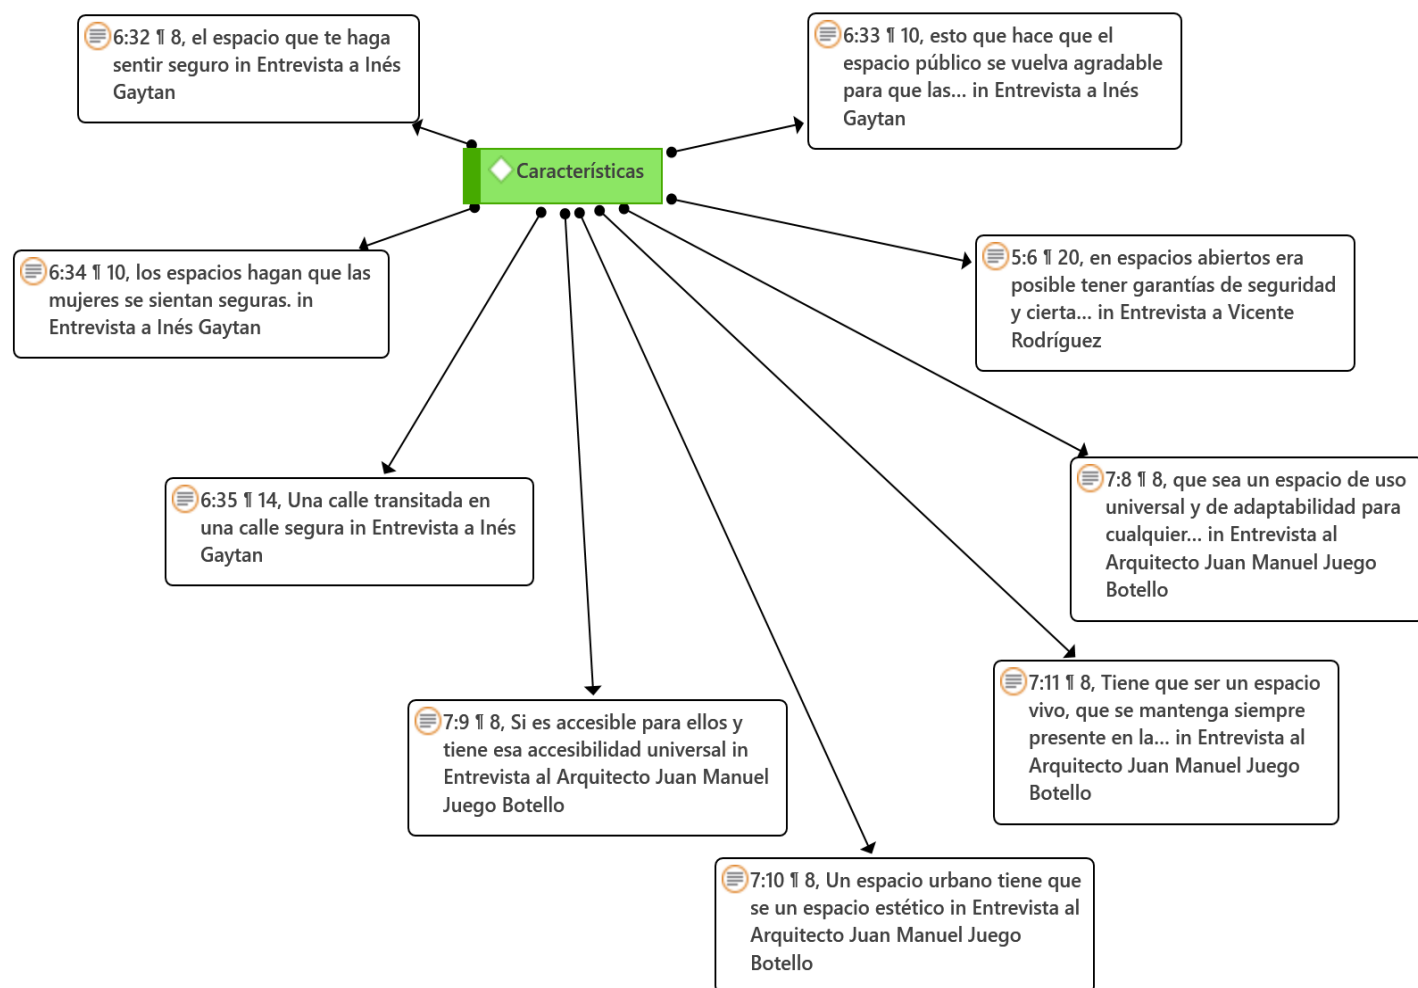 6:32 ¶ 8, el espacio que te haga
sentir seguro in Entrevista a Inés
Gaytan
6:33 ¶ 10, esto que hace que el
espacio público se vuelva agradable
para que las... in Entrevista a Inés
Gaytan
Características
6:34 ¶ 10, los espacios hagan que las
mujeres se sientan seguras. in
Entrevista a Inés Gaytan
5:6 ¶ 20, en espacios abiertos era
posible tener garantías de seguridad
y cierta... in Entrevista a Vicente
Rodríguez
6:35 ¶ 14, Una calle transitada en
una calle segura in Entrevista a Inés
Gaytan
7:8 ¶ 8, que sea un espacio de uso
universal y de adaptabilidad para
cualquier... in Entrevista al
Arquitecto Juan Manuel Juego
Botello
7:9 ¶ 8, Si es accesible para ellos y
tiene esa accesibilidad universal in
Entrevista al Arquitecto Juan Manuel
Juego Botello
7:11 ¶ 8, Tiene que ser un espacio
vivo, que se mantenga siempre
presente en la... in Entrevista al
Arquitecto Juan Manuel Juego
Botello
7:10 ¶ 8, Un espacio urbano tiene que
se un espacio estético in Entrevista al
Arquitecto Juan Manuel Juego
Botello